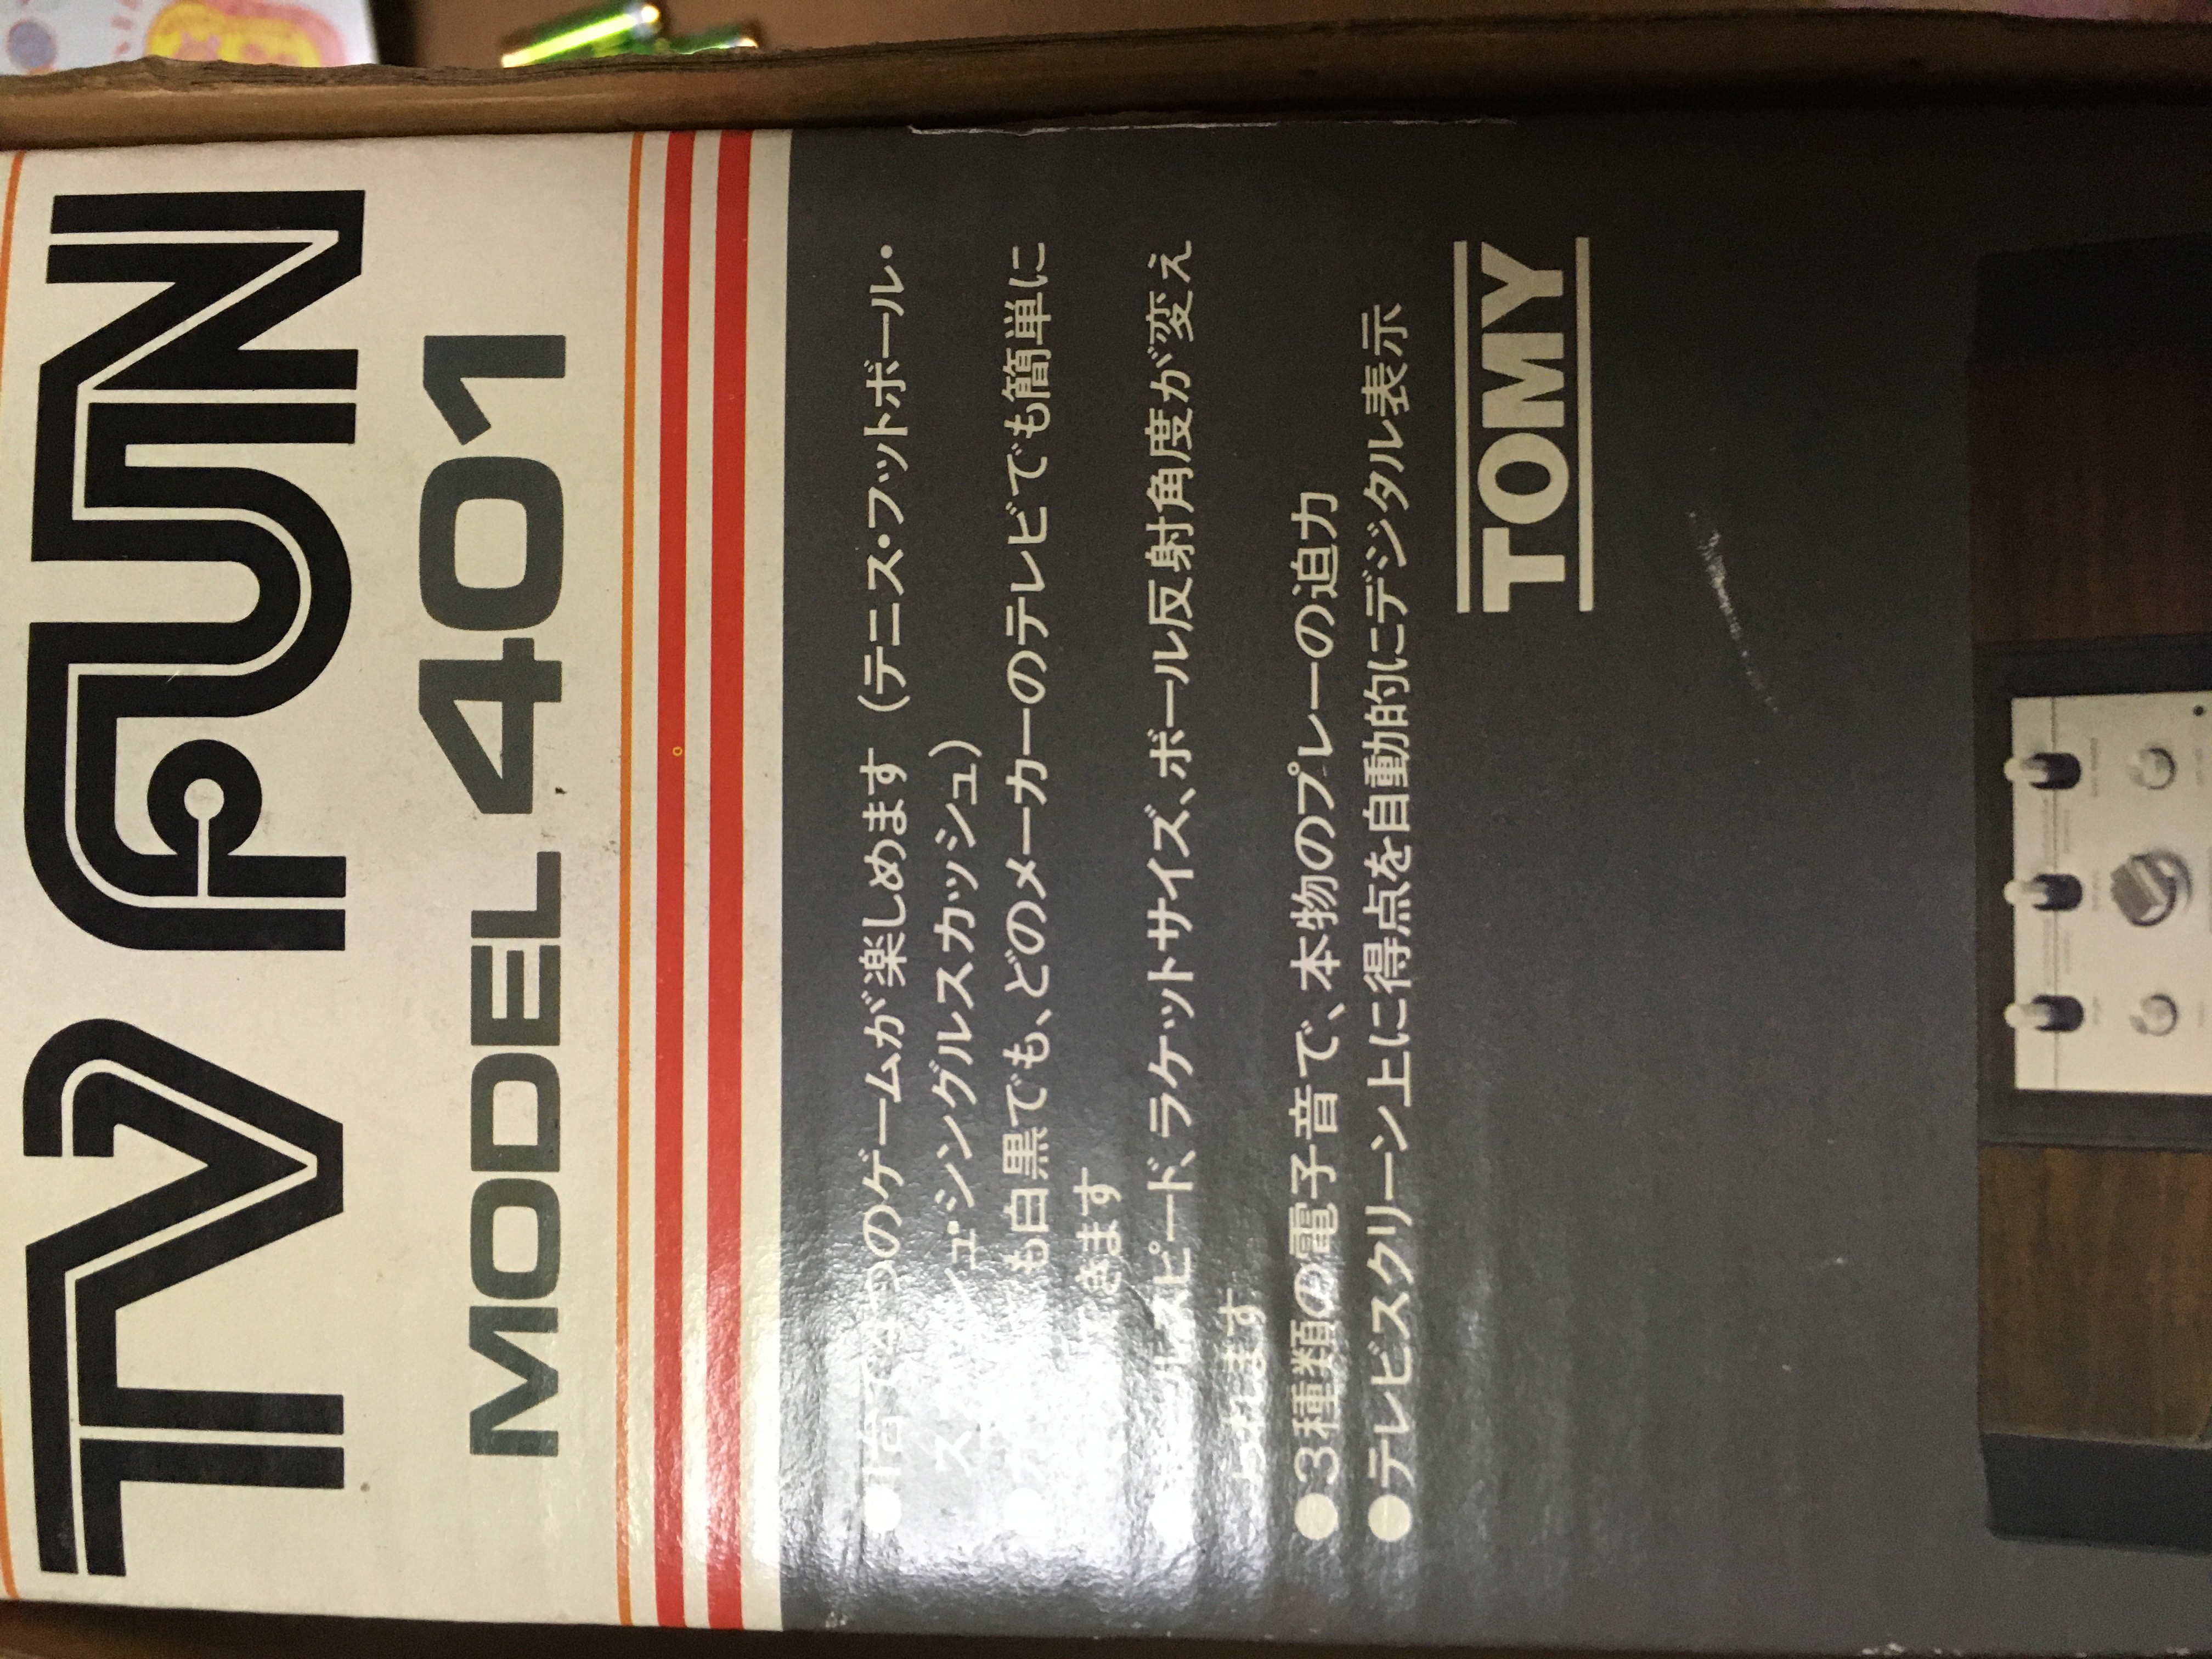 TV FUN
MODEL 401
●1台で4つのゲームが楽しめます（テニス・フットボール・
ス ュ・シングルスカッシュ）
● も白黒でも、どのメーカーのテレビでも簡単に
きます
● ールスピード、ラケットサイズ、ボール反射角度が変え
られます
●3種類の電子音で、本物のプレーの迫力
●テレビスクリーン上に得点を自動的にデジタル表示
TOMY